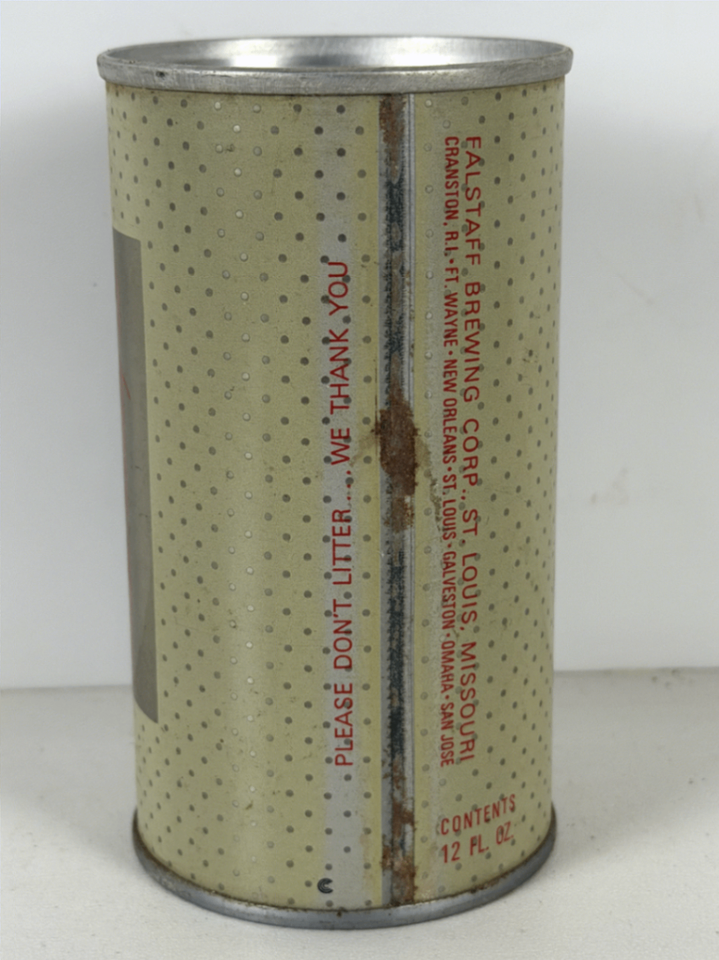 PLEASE DON'T LITTER....WE THANK YOU
FALSTAFF BREWING CORP., ST. LOUIS, MISSOURI
CRANSTON, R.I. • FT. WAYNE • NEW ORLEANS • ST. LOUIS • GALVESTON • OMAHA • SAN JOSE
CONTENTS
12 FL. OZ.